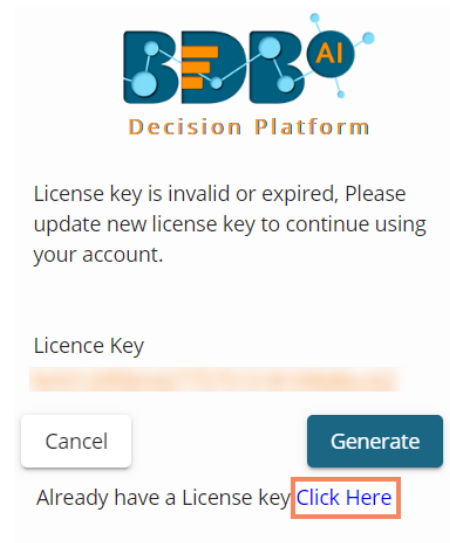 BDB AI
Decision Platform
License key is invalid or expired, Please
update new license key to continue using
your account.
Licence Key
Cancel
Generate
Already have a License key Click Here